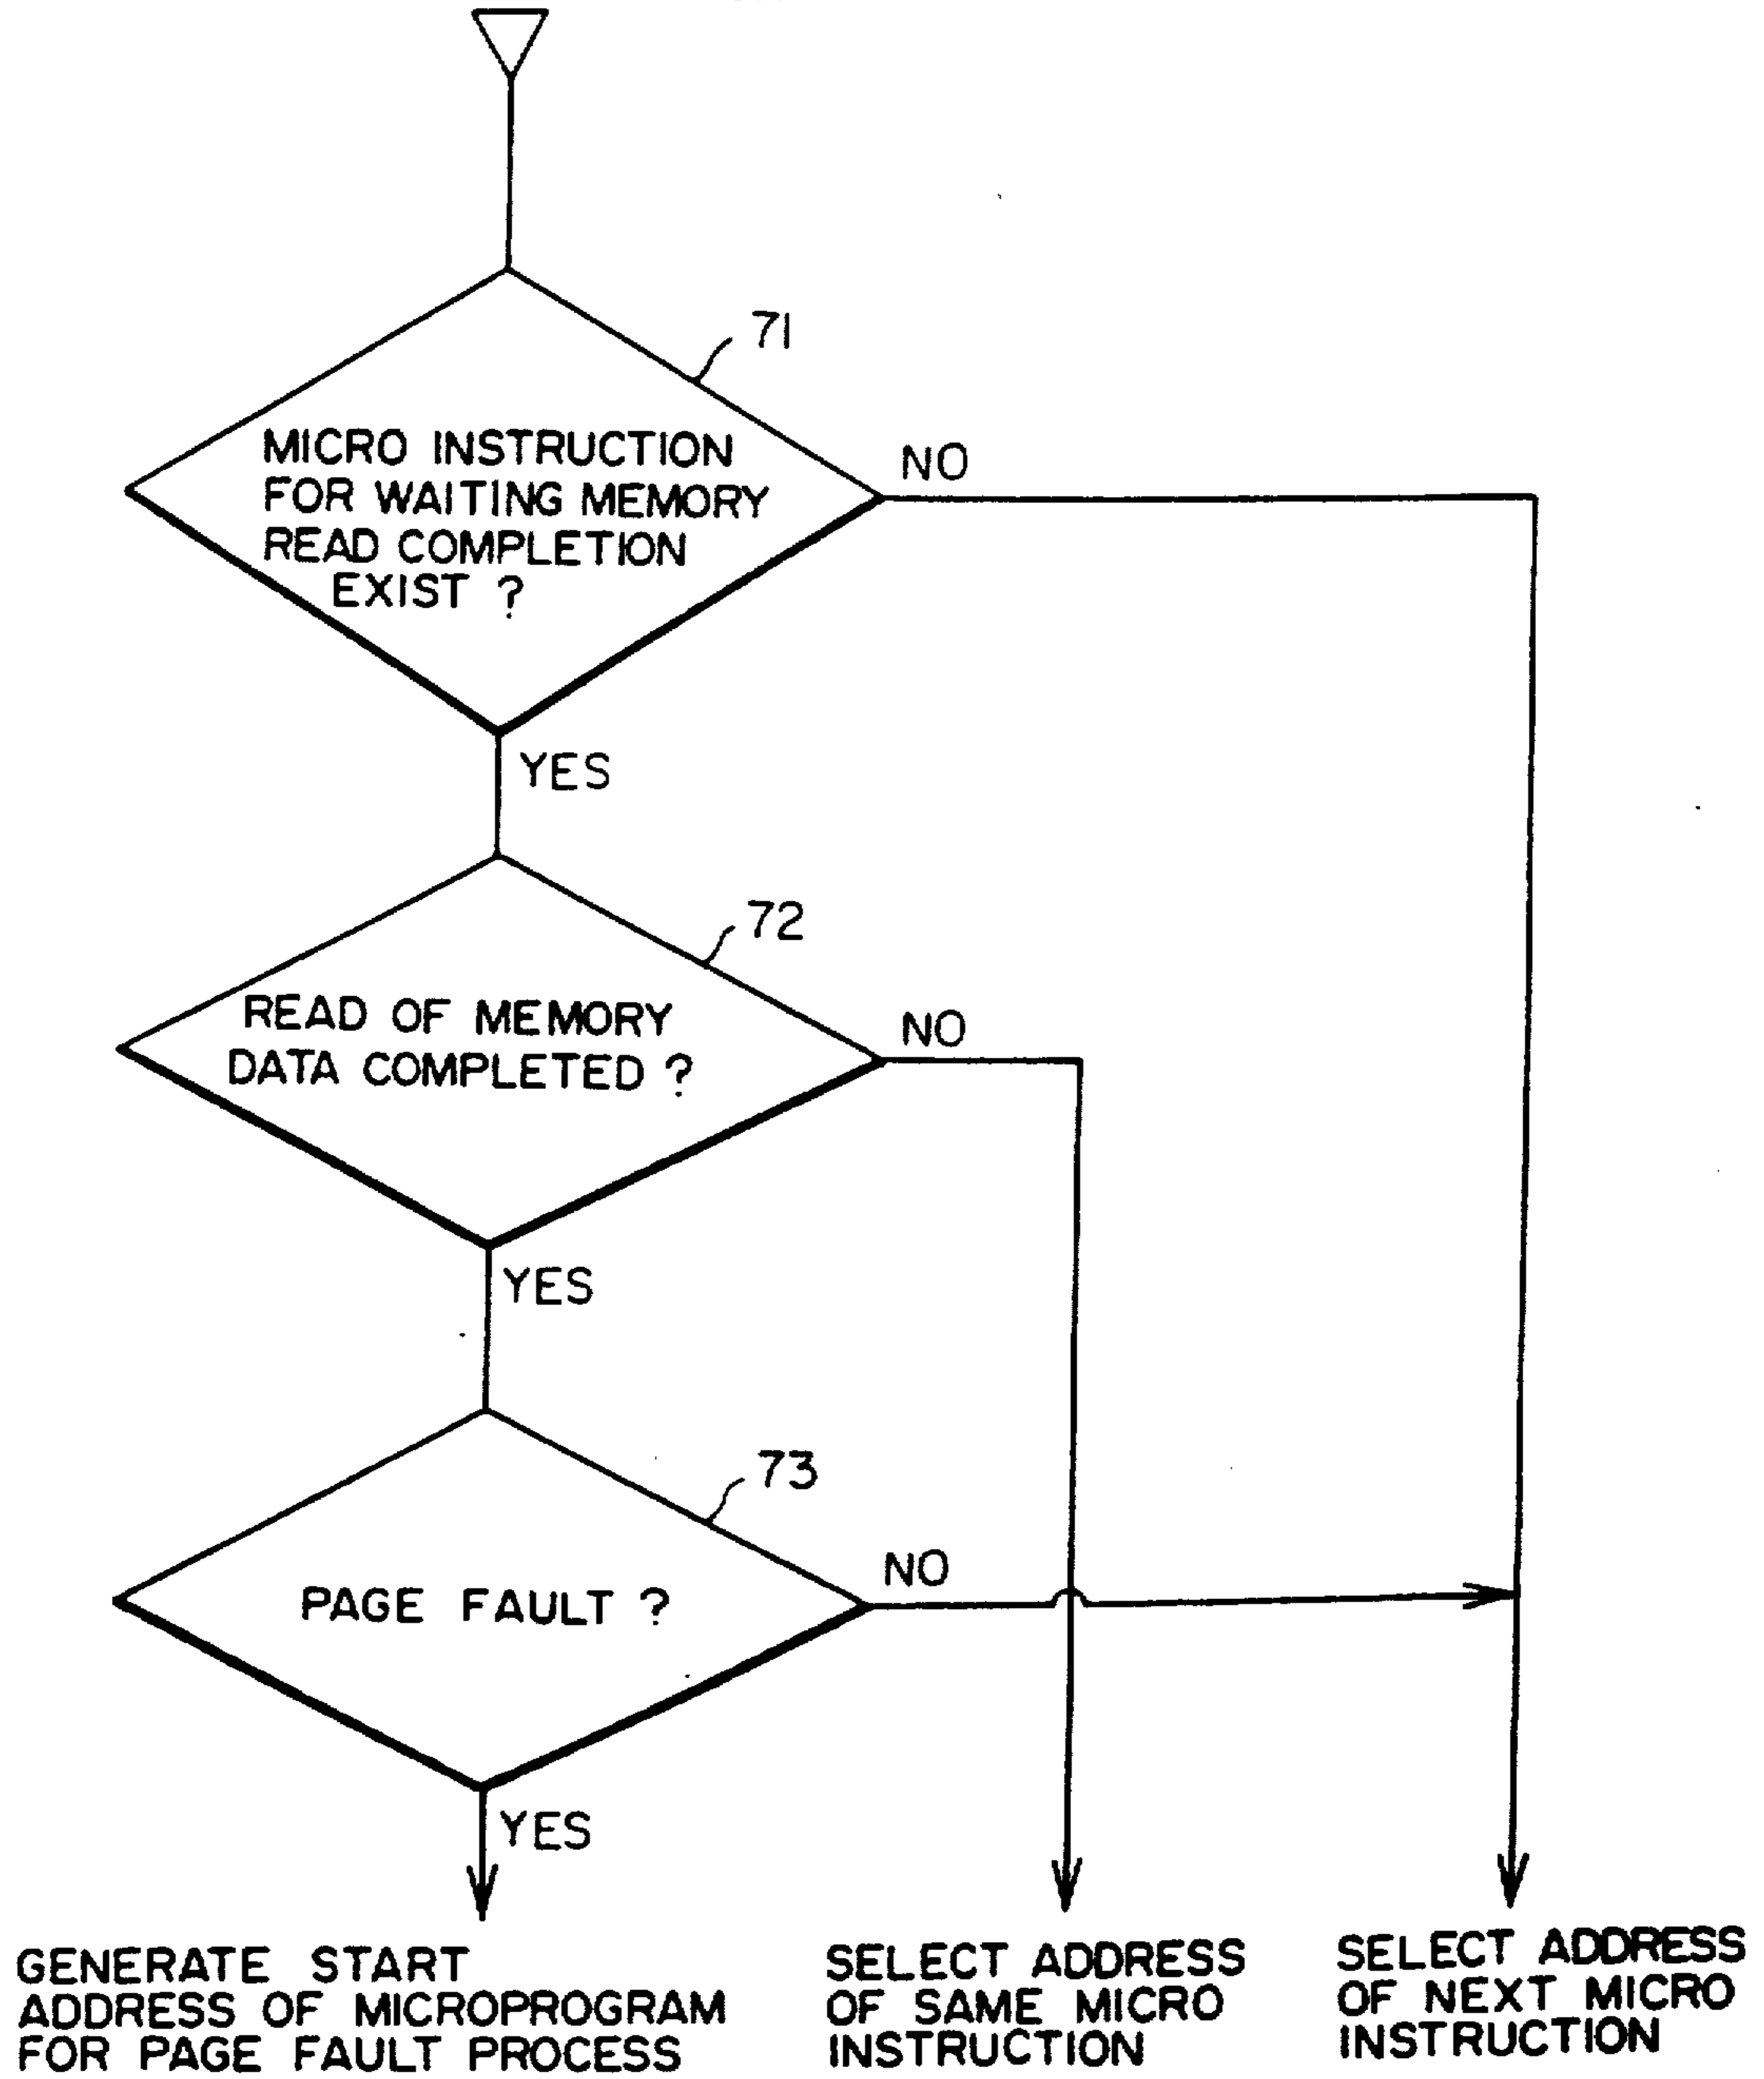 71
MICRO INSTRUCTION
FOR WAITING MEMORY
READ COMPLETION
EXIST ?
NO
YES
72
READ OF MEMORY
DATA COMPLETED ?
NO
YES
73
PAGE FAULT ?
NO
YES
GENERATE START
ADDRESS OF MICROPROGRAM
FOR PAGE FAULT PROCESS
SELECT ADDRESS
OF SAME MICRO
INSTRUCTION
SELECT ADDRESS
OF NEXT MICRO
INSTRUCTION